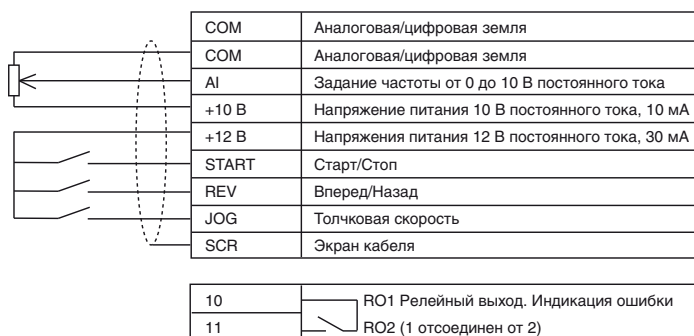 COM Аналоговая/цифровая земля
COM Аналоговая/цифровая земля
AI Задание частоты от 0 до 10 В постоянного тока
+10 В Напряжение питания 10 В постоянного тока, 10 мА
+12 В Напряжения питания 12 В постоянного тока, 30 мА
START Старт/Стоп
REV Вперед/Назад
JOG Толчковая скорость
SCR Экран кабеля
10 RO1 Релейный выход. Индикация ошибки
11 RO2 (1 отсоединен от 2)